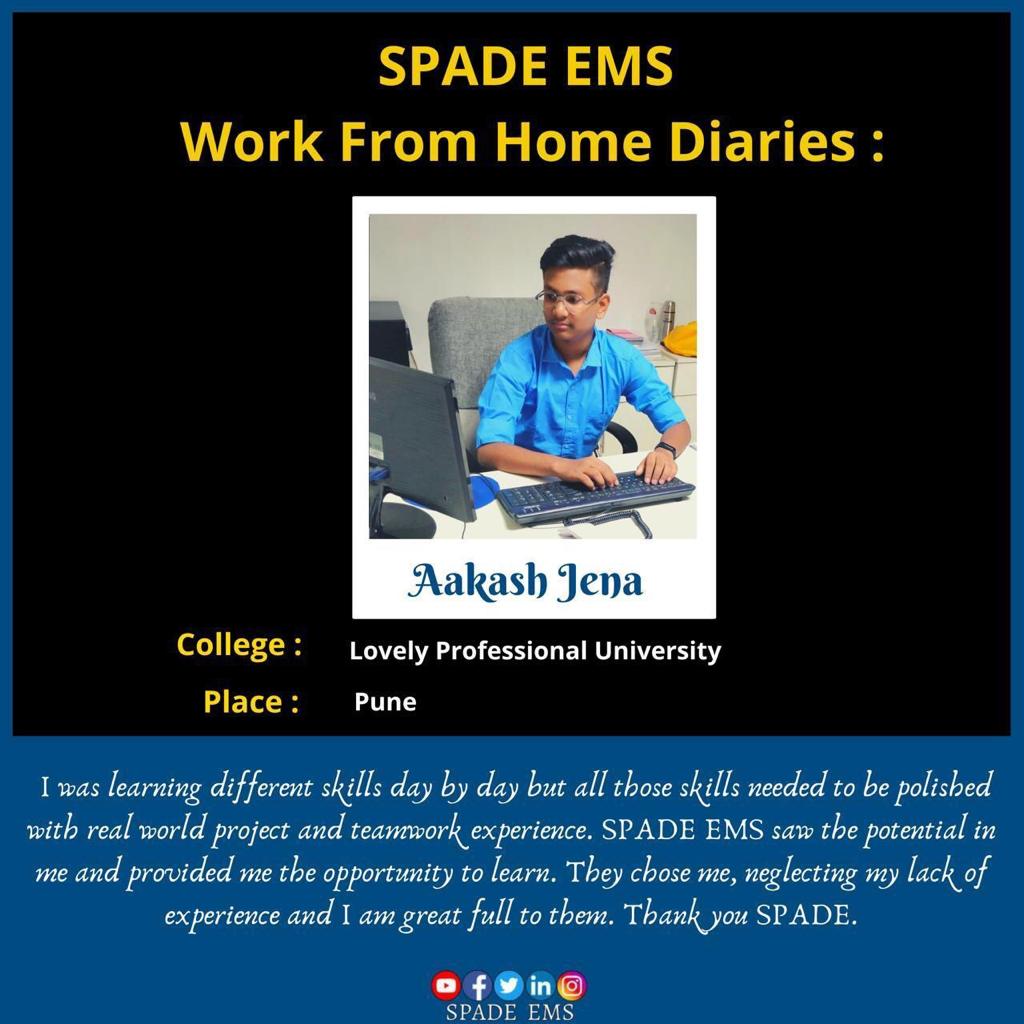 SPADE EMS
Work From Home Diaries :
Aakash Jena
College : Lovely Professional University
Place : Pune
I was learning different skills day by day but all those skills needed to be polished
with real world project and teamwork experience. SPADE EMS saw the potential in
me and provided me the opportunity to learn. They chose me, neglecting my lack of
experience and I am great full to them. Thank you SPADE.
SPADE EMS